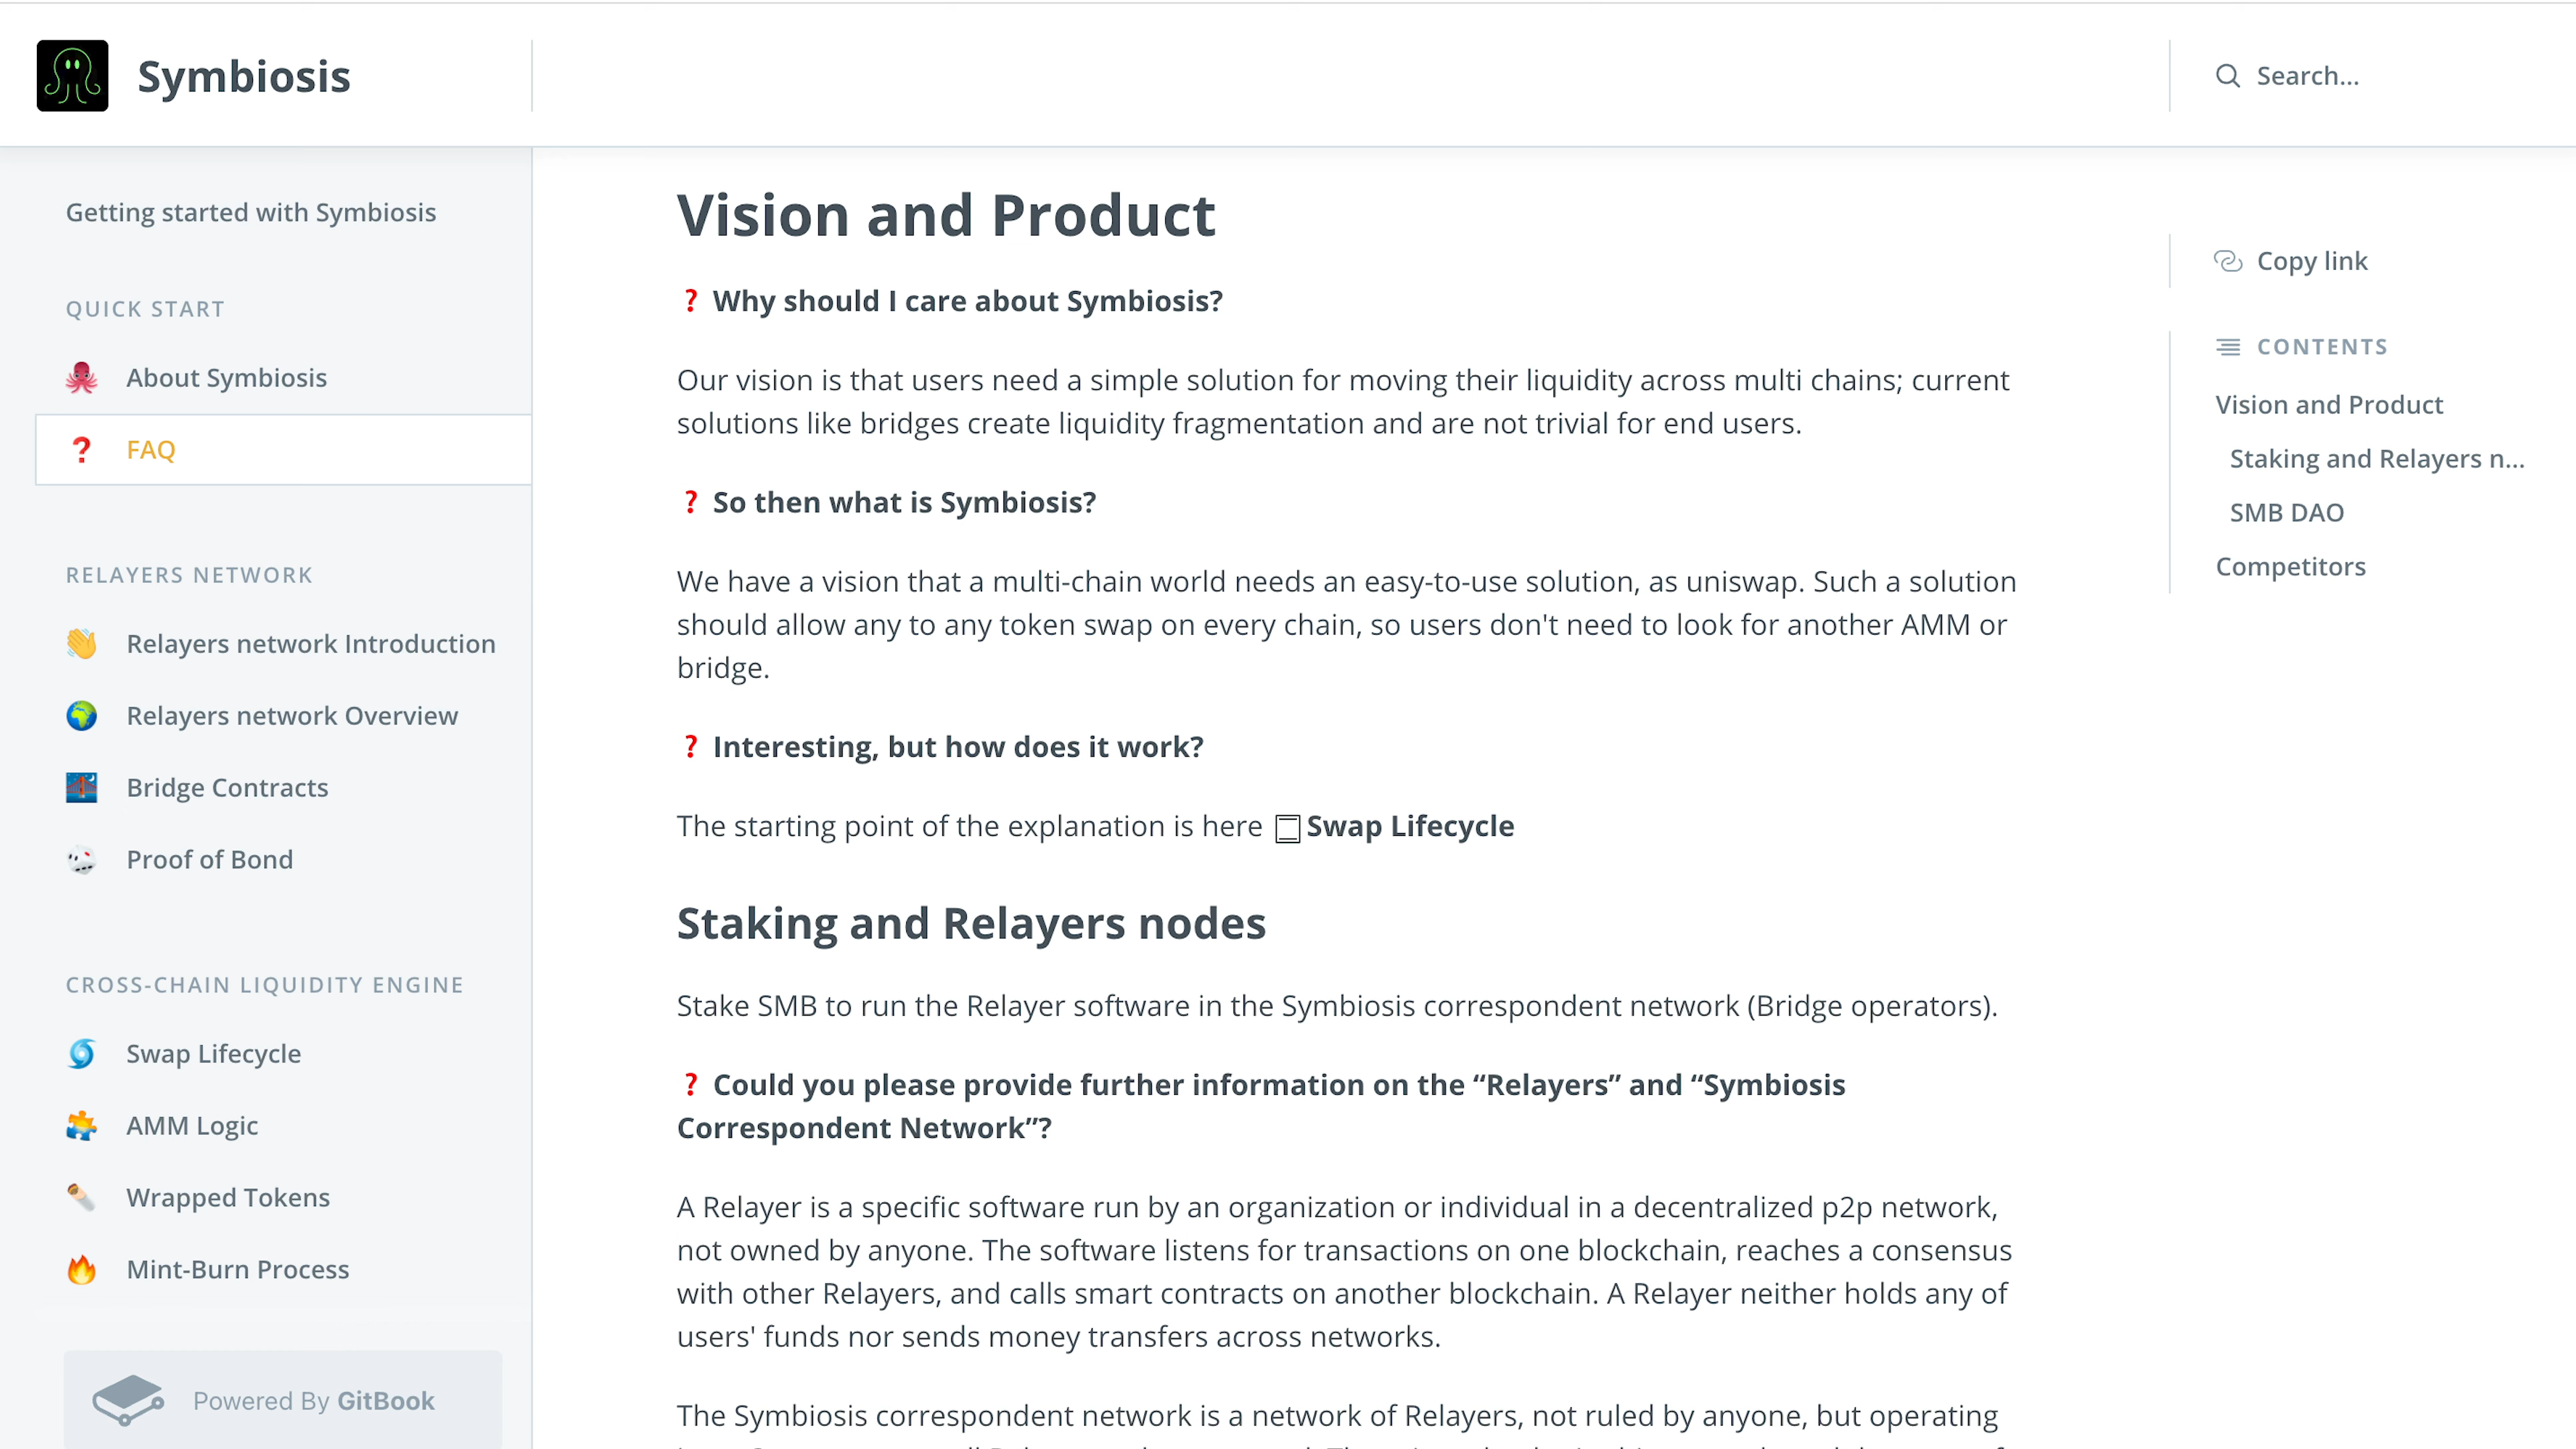 Symbiosis
Search...
Getting started with Symbiosis
QUICK START
About Symbiosis
FAQ
RELAYERS NETWORK
Relayers network Introduction
Relayers network Overview
Bridge Contracts
Proof of Bond
CROSS-CHAIN LIQUIDITY ENGINE
Swap Lifecycle
AMM Logic
Wrapped Tokens
Mint-Burn Process
Powered By GitBook
Vision and Product
❓ Why should I care about Symbiosis?
Our vision is that users need a simple solution for moving their liquidity across multi chains; current
solutions like bridges create liquidity fragmentation and are not trivial for end users.
❓ So then what is Symbiosis?
We have a vision that a multi-chain world needs an easy-to-use solution, as uniswap. Such a solution
should allow any to any token swap on every chain, so users don't need to look for another AMM or
bridge.
❓ Interesting, but how does it work?
The starting point of the explanation is here Swap Lifecycle
Staking and Relayers nodes
Stake SMB to run the Relayer software in the Symbiosis correspondent network (Bridge operators).
❓ Could you please provide further information on the “Relayers” and “Symbiosis
Correspondent Network”?
A Relayer is a specific software run by an organization or individual in a decentralized p2p network,
not owned by anyone. The software listens for transactions on one blockchain, reaches a consensus
with other Relayers, and calls smart contracts on another blockchain. A Relayer neither holds any of
users' funds nor sends money transfers across networks.
The Symbiosis correspondent network is a network of Relayers, not ruled by anyone, but operating
Copy link
CONTENTS
Vision and Product
Staking and Relayers n...
SMB DAO
Competitors